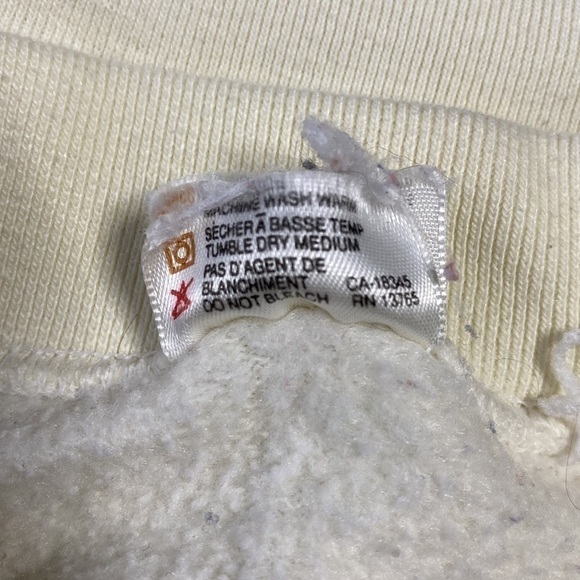 MACHINE WASH WARM
SECHER À BASSE TEMP
TUMBLE DRY MEDIUM
PAS D'AGENT DE
BLANCHIMENT CA-18345
DO NOT BLEACH RN 13765